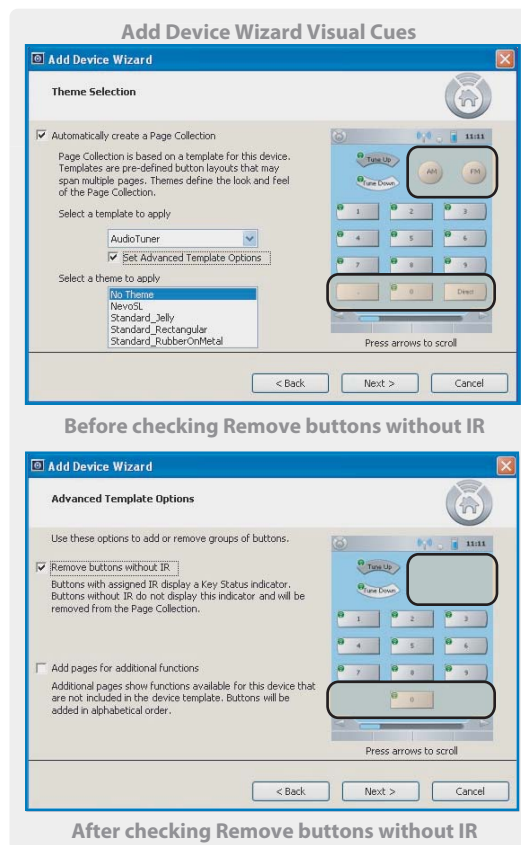 Add Device Wizard Visual Cues
Add Device Wizard
Theme Selection
Automatically create a Page Collection
Page Collection is based on a template for this device.
Templates are pre-defined button layouts that may
span multiple pages. Themes define the look and feel
of the Page Collection.
Select a template to apply
AudioTuner
Set Advanced Template Options
Select a theme to apply
No Theme
NevoSL
Standard_Jelly
Standard_Rectangular
Standard_RubberOnMetal
11:11
Tune Up
AM FM
Tune Down
1 2 3
4 5 6
7 8 9
. 0 Direct
Press arrows to scroll
< Back Next > Cancel
Before checking Remove buttons without IR
Add Device Wizard
Advanced Template Options
Use these options to add or remove groups of buttons.
Remove buttons without IR
Buttons with assigned IR display a Key Status indicator.
Buttons without IR do not display this indicator and will be
removed from the Page Collection.
Add pages for additional functions
Additional pages show functions available for this device that
are not included in the device template. Buttons will be
added in alphabetical order.
11:11
Tune Up
Tune Down
1 2 3
4 5 6
7 8 9
0
Press arrows to scroll
< Back Next > Cancel
After checking Remove buttons without IR